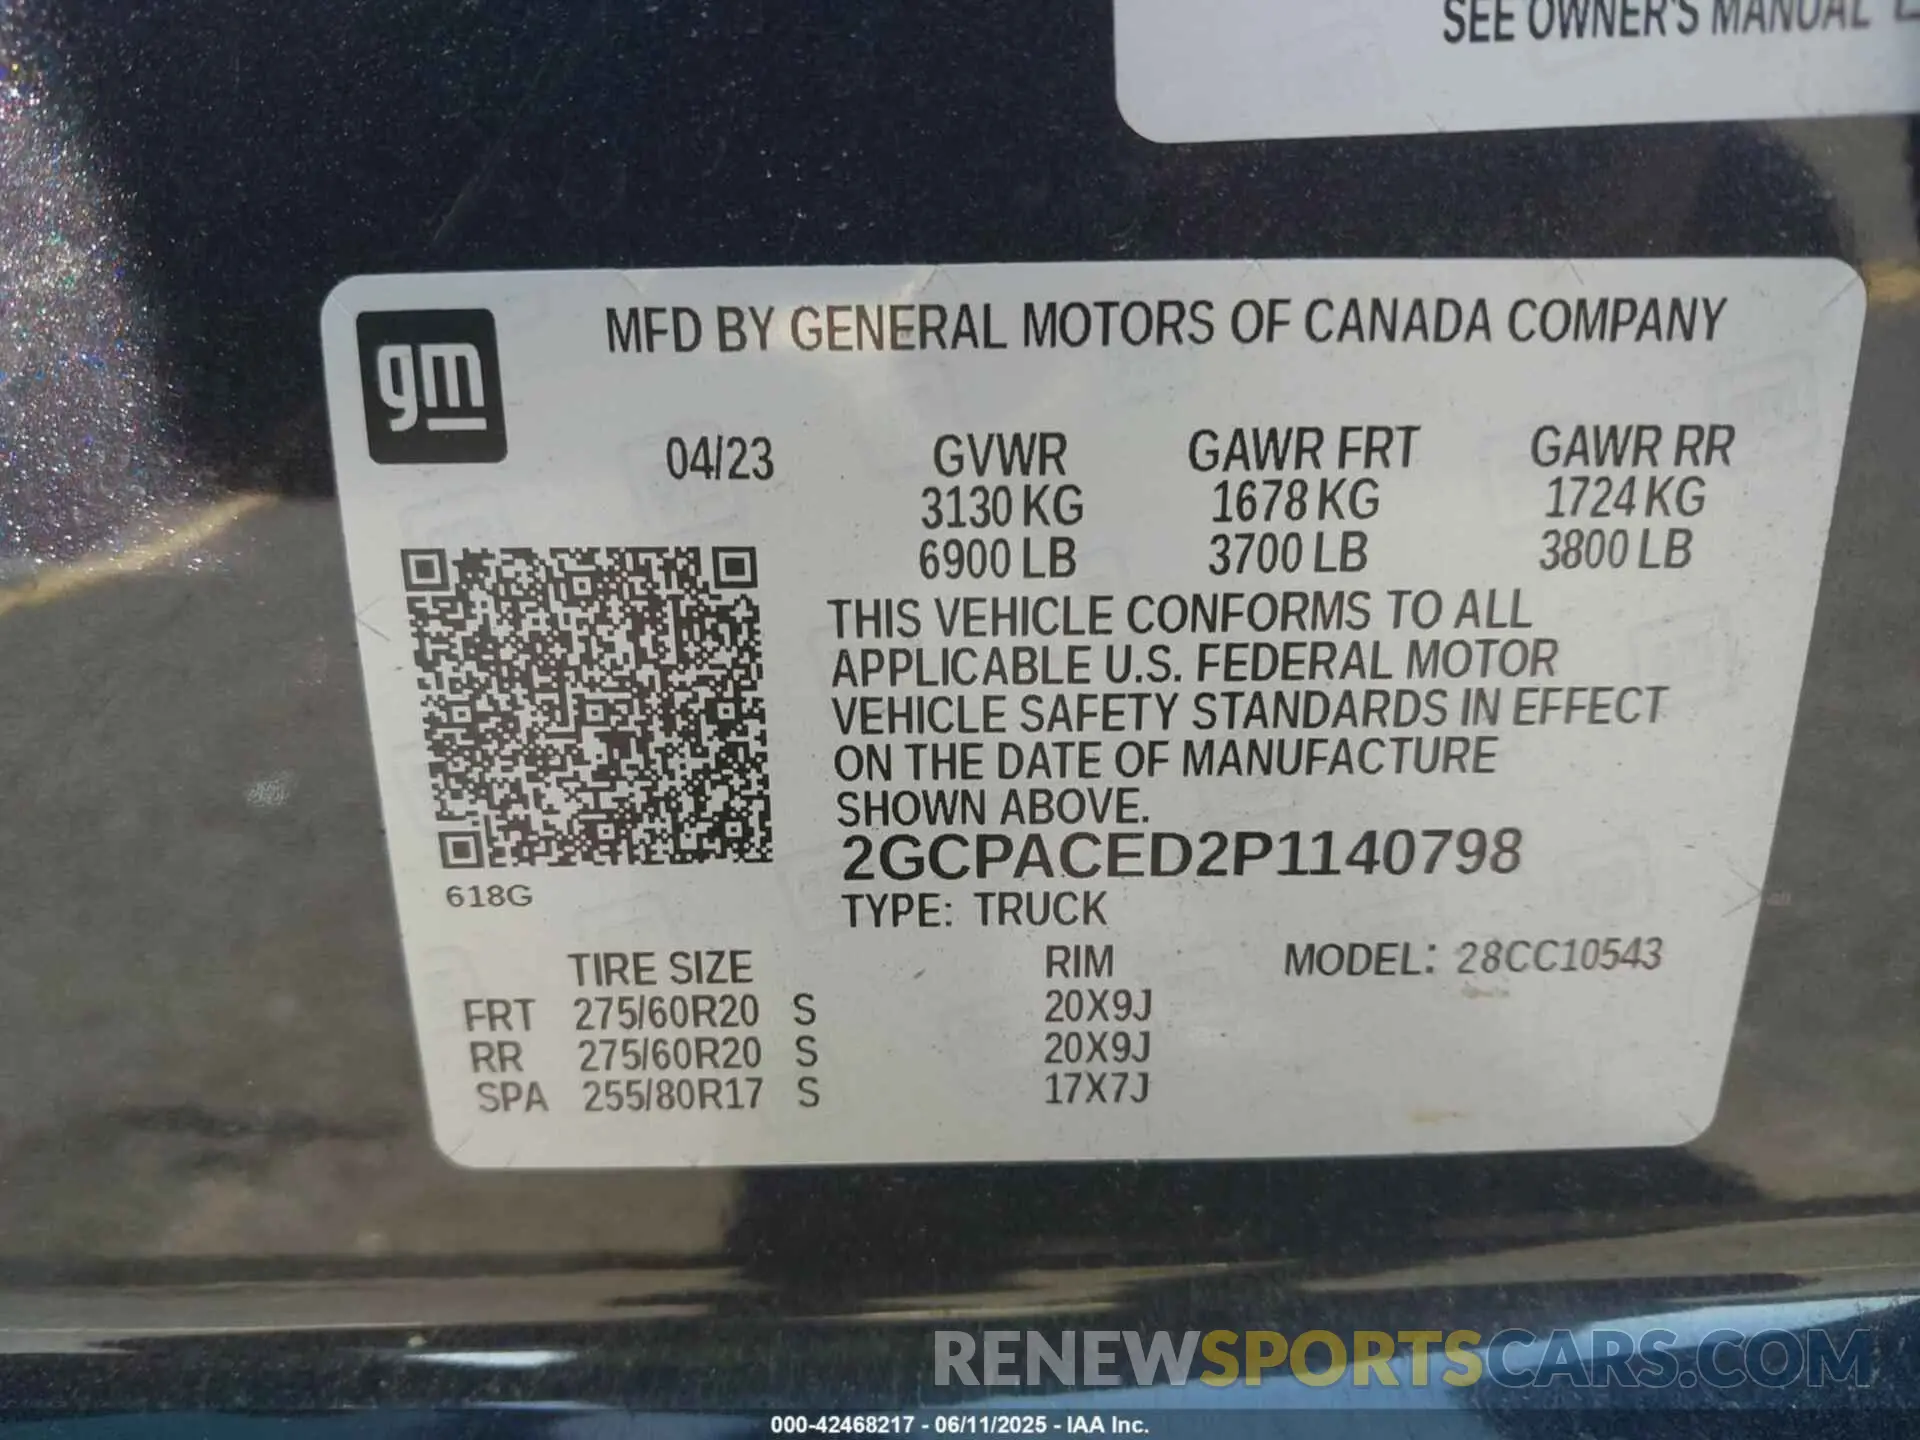 SEE OWNER'S MANUAL
gm
MFD BY GENERAL MOTORS OF CANADA COMPANY
04/23 GVWR GAWR FRT GAWR RR
3130 KG 1678 KG 1724 KG
6900 LB 3700 LB 3800 LB
THIS VEHICLE CONFORMS TO ALL
APPLICABLE U.S. FEDERAL MOTOR
VEHICLE SAFETY STANDARDS IN EFFECT
ON THE DATE OF MANUFACTURE
SHOWN ABOVE.
2GCPACED2P1140798
618G
TYPE: TRUCK
TIRE SIZE RIM MODEL: 28CC10543
FRT 275/60R20 S 20X9J
RR 275/60R20 S 20X9J
SPA 255/80R17 S 17X7J
RENEWSPORTSCARS.COM
000-42468217 - 06/11/2025 - IAA Inc.